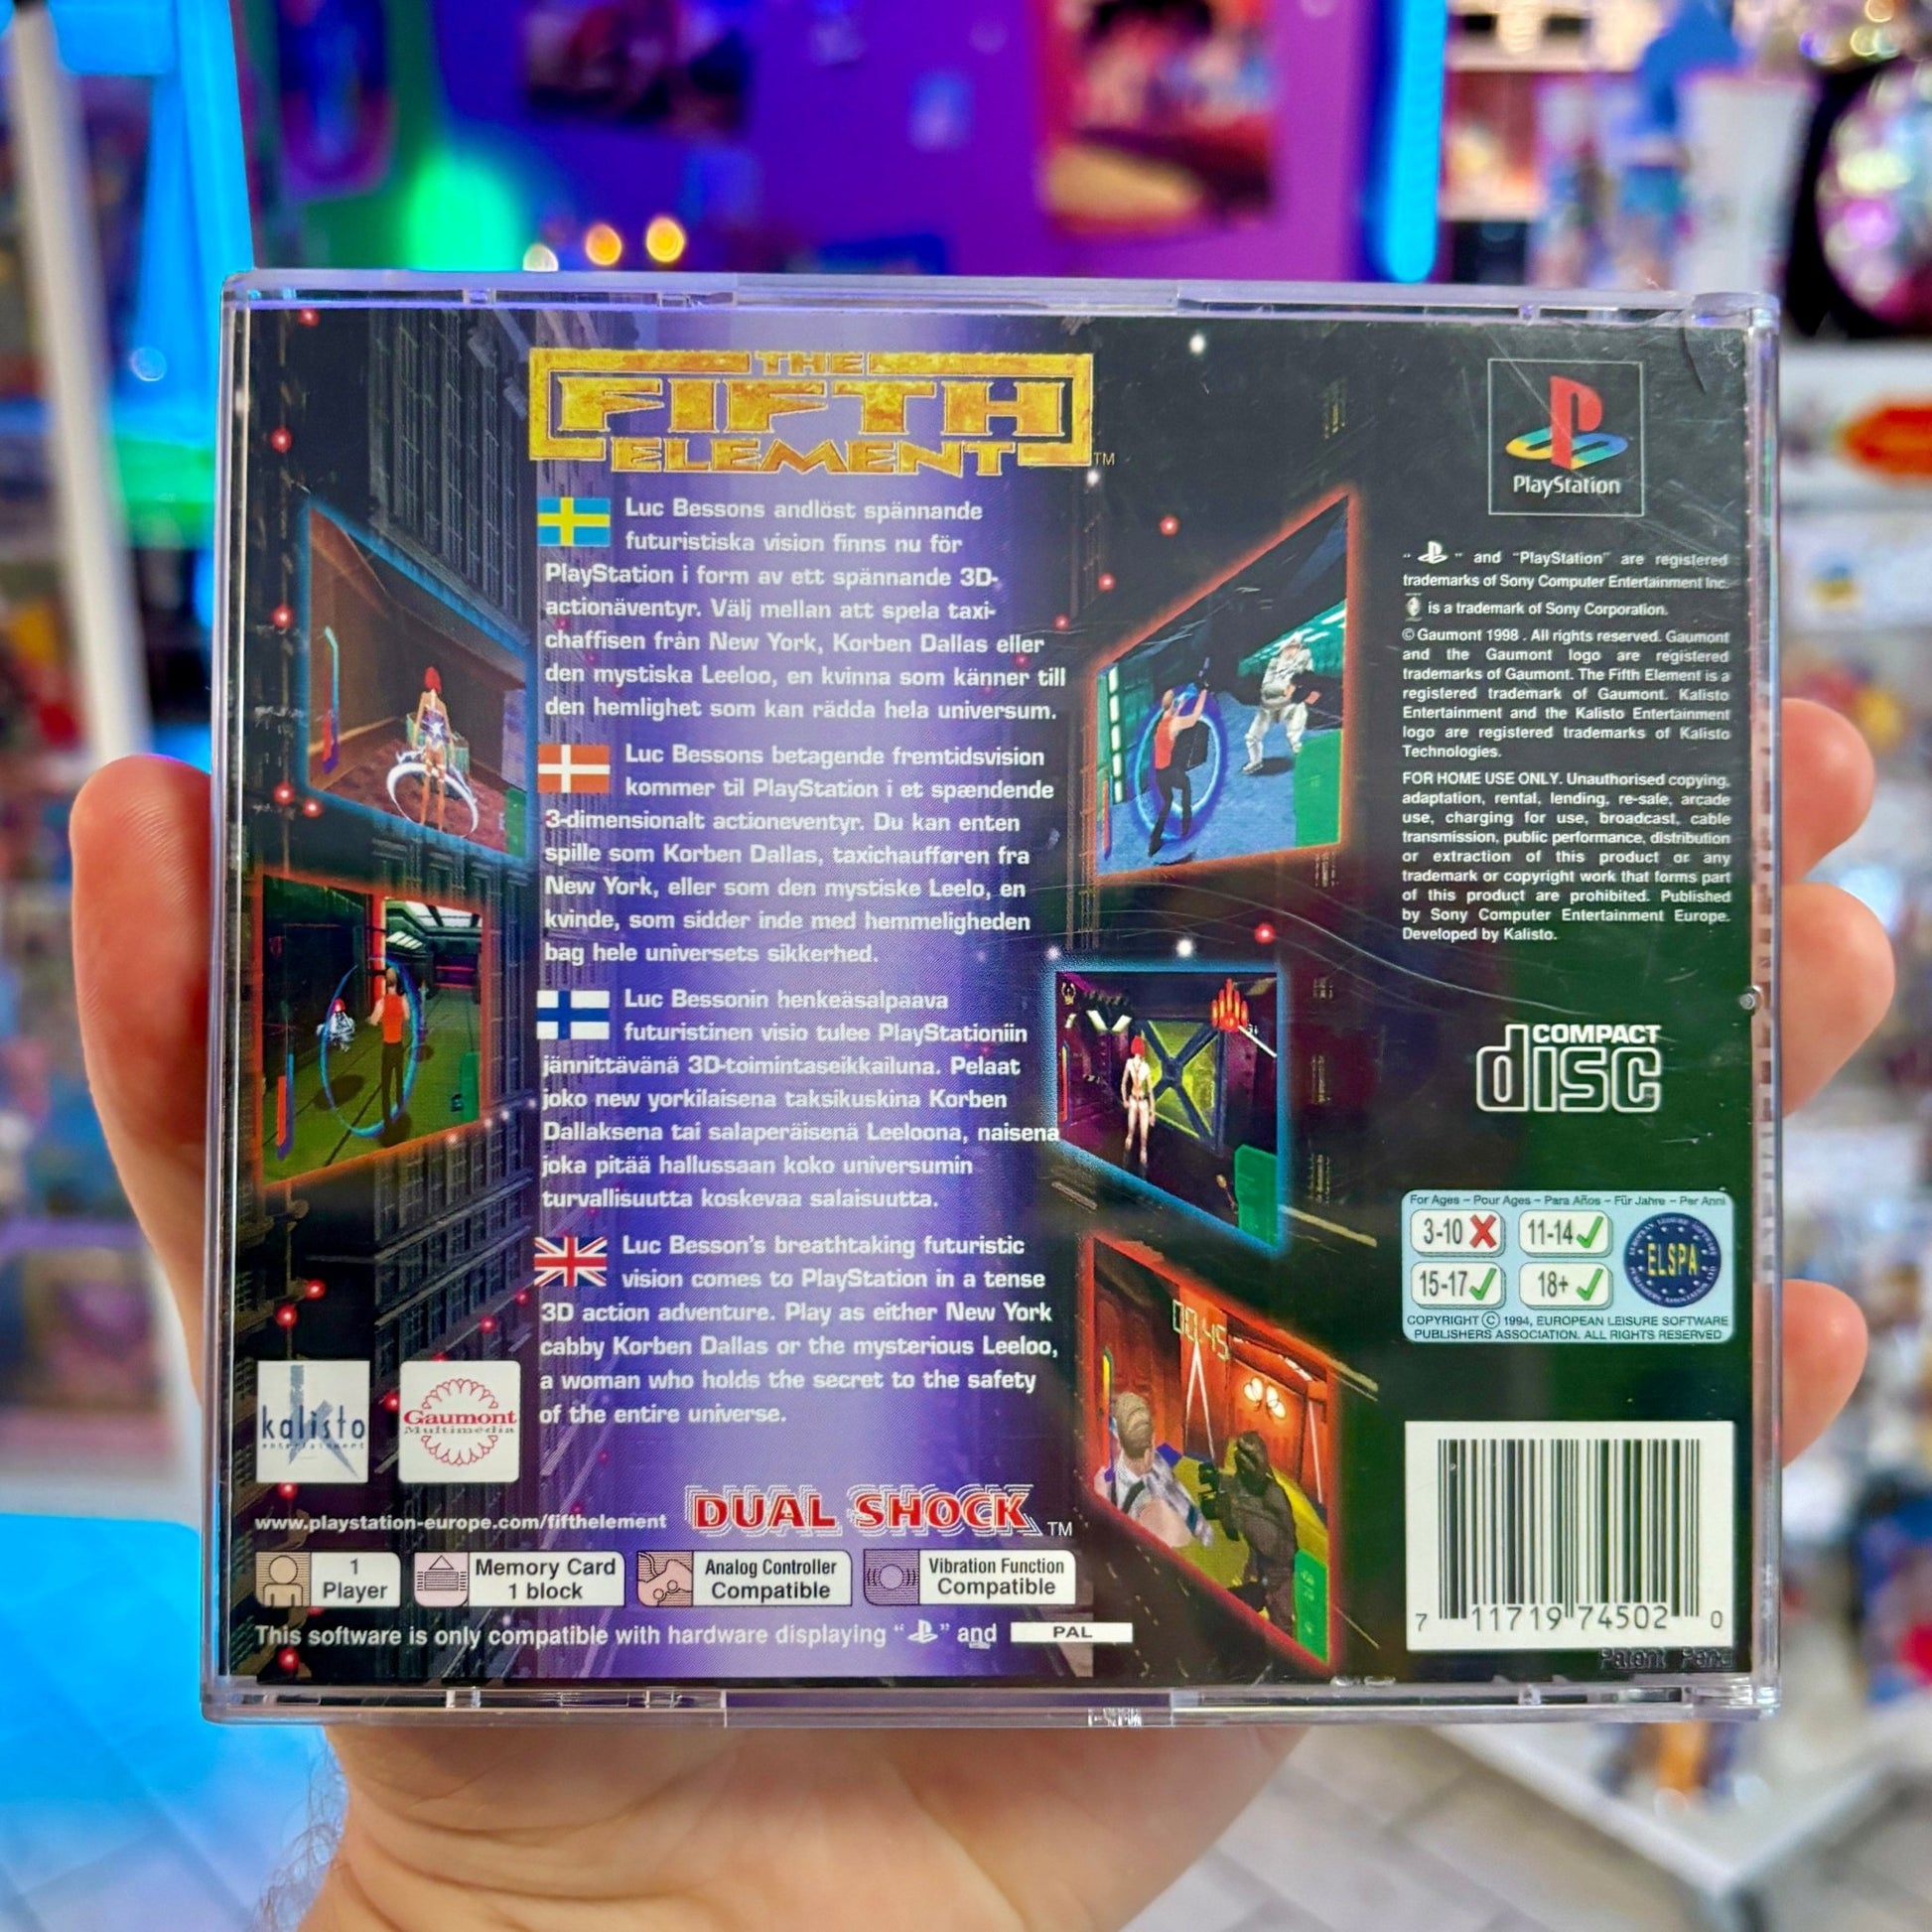 THE
FIFTH
ELEMENT™
Luc Bessons andlöst spännande
futuristiska vision finns nu för
PlayStation i form av ett spännande 3D-
actionäventyr. Välj mellan att spela taxi-
chaffisen från New York, Korben Dallas eller
den mystiska Leeloo, en kvinna som känner till
den hemlighet som kan rädda hela universum.
Luc Bessons betagende fremtidsvision
kommer til PlayStation i et spændende
3-dimensionalt actioneventyr. Du kan enten
spille som Korben Dallas, taxichaufføren fra
New York, eller som den mystiske Leelo, en
kvinde, som sidder inde med hemmeligheden
bag hele universets sikkerhed.
Luc Bessonin henkeäsalpaava
futuristinen visio tulee PlayStationiin
jännittävänä 3D-toimintaseikkailuna. Pelaat
joko new yorkilaisena taksikuskina Korben
Dallaksena tai salaperäisenä Leeloona, naisena
joka pitää hallussaan koko universumin
turvallisuutta koskevaa salaisuutta.
Luc Besson's breathtaking futuristic
vision comes to PlayStation in a tense
3D action adventure. Play as either New York
cabby Korben Dallas or the mysterious Leeloo,
a woman who holds the secret to the safety
of the entire universe.
kalisto
entertainment
Gaumont
Multimedia
www.playstation-europe.com/fifthelement
DUAL SHOCK™
1
Player
Memory Card
1 block
Analog Controller
Compatible
Vibration Function
Compatible
This software is only compatible with hardware displaying " " and PAL
00:45
PlayStation
" " and "PlayStation" are registered
trademarks of Sony Computer Entertainment Inc.
is a trademark of Sony Corporation.
© Gaumont 1998 . All rights reserved. Gaumont
and the Gaumont logo are registered
trademarks of Gaumont. The Fifth Element is a
registered trademark of Gaumont. Kalisto
Entertainment and the Kalisto Entertainment
logo are registered trademarks of Kalisto
Technologies.
FOR HOME USE ONLY. Unauthorised copying,
adaptation, rental, lending, re-sale, arcade
use, charging for use, broadcast, cable
transmission, public performance, distribution
or extraction of this product or any
trademark or copyright work that forms part
of this product are prohibited. Published
by Sony Computer Entertainment Europe.
Developed by Kalisto.
COMPACT
disc
For Ages – Pour Ages – Para Años – Für Jahre – Per Anni
3-10 11-14
15-17 18+
ELSPA
COPYRIGHT © 1994, EUROPEAN LEISURE SOFTWARE
PUBLISHERS ASSOCIATION. ALL RIGHTS RESERVED
7 11719 74502 0
Patent